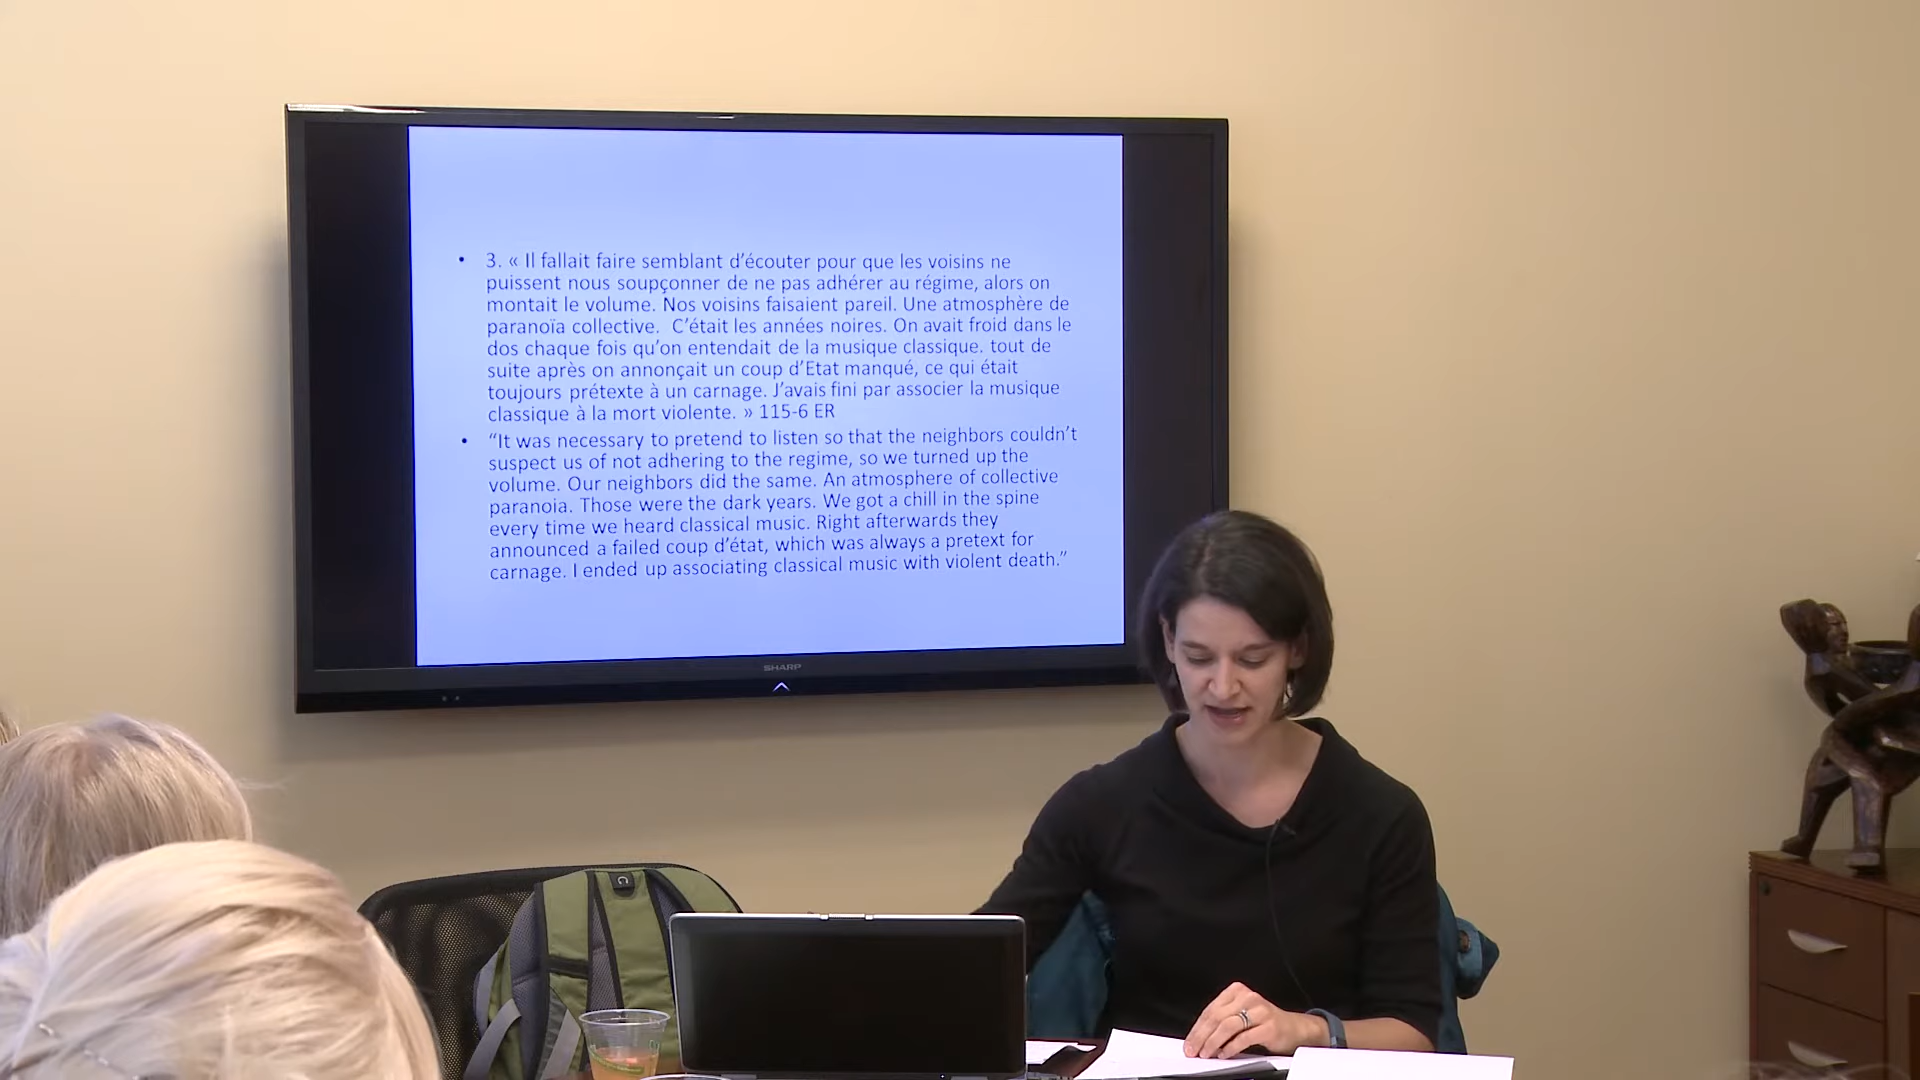 • 3. « Il fallait faire semblant d’écouter pour que les voisins ne
puissent nous soupçonner de ne pas adhérer au régime, alors on
montait le volume. Nos voisins faisaient pareil. Une atmosphère de
paranoïa collective. C’était les années noires. On avait froid dans le
dos chaque fois qu’on entendait de la musique classique. tout de
suite après on annonçait un coup d’Etat manqué, ce qui était
toujours prétexte à un carnage. J’avais fini par associer la musique
classique à la mort violente. » 115-6 ER
• “It was necessary to pretend to listen so that the neighbors couldn’t
suspect us of not adhering to the regime, so we turned up the
volume. Our neighbors did the same. An atmosphere of collective
paranoia. Those were the dark years. We got a chill in the spine
every time we heard classical music. Right afterwards they
announced a failed coup d’état, which was always a pretext for
carnage. I ended up associating classical music with violent death.”
SHARP